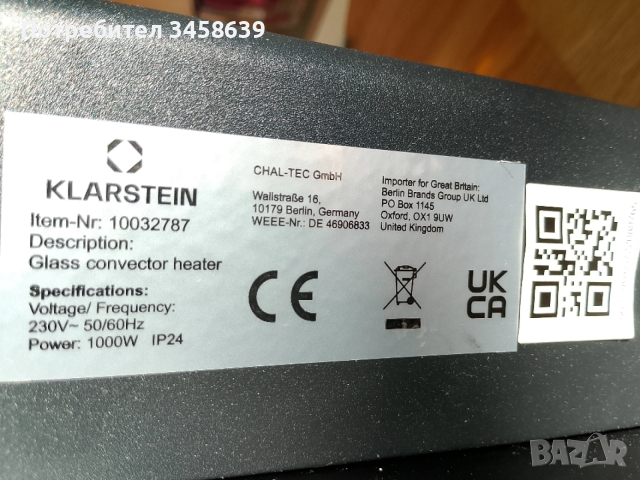 Потребител 3458639
KLARSTEIN
Item-Nr: 10032787
Description:
Glass convector heater
Specifications:
Voltage/ Frequency:
230V~ 50/60Hz
Power: 1000W IP24
CHAL-TEC GmbH
Wallstraße 16,
10179 Berlin, Germany
WEEE-Nr.: DE 46906833
Importer for Great Britain:
Berlin Brands Group UK Ltd
PO Box 1145
Oxford, OX1 9UW
United Kingdom
CE
UK
CA
BAZAR